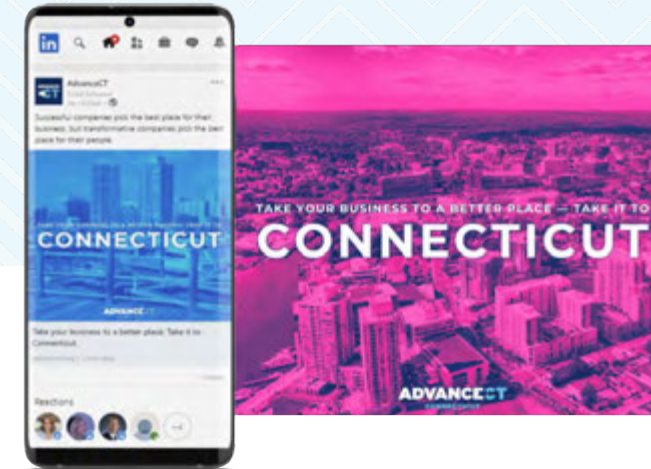 in
AdvanceCT
Successful companies pick the best place for their
business, but transformative companies pick the best
place for their people.
CONNECTICUT
ADVANCECT
Take your business to a better place. Take it to
Connecticut.
Reactions
TAKE YOUR BUSINESS TO A BETTER PLACE — TAKE IT TO
CONNECTICUT
ADVANCECT